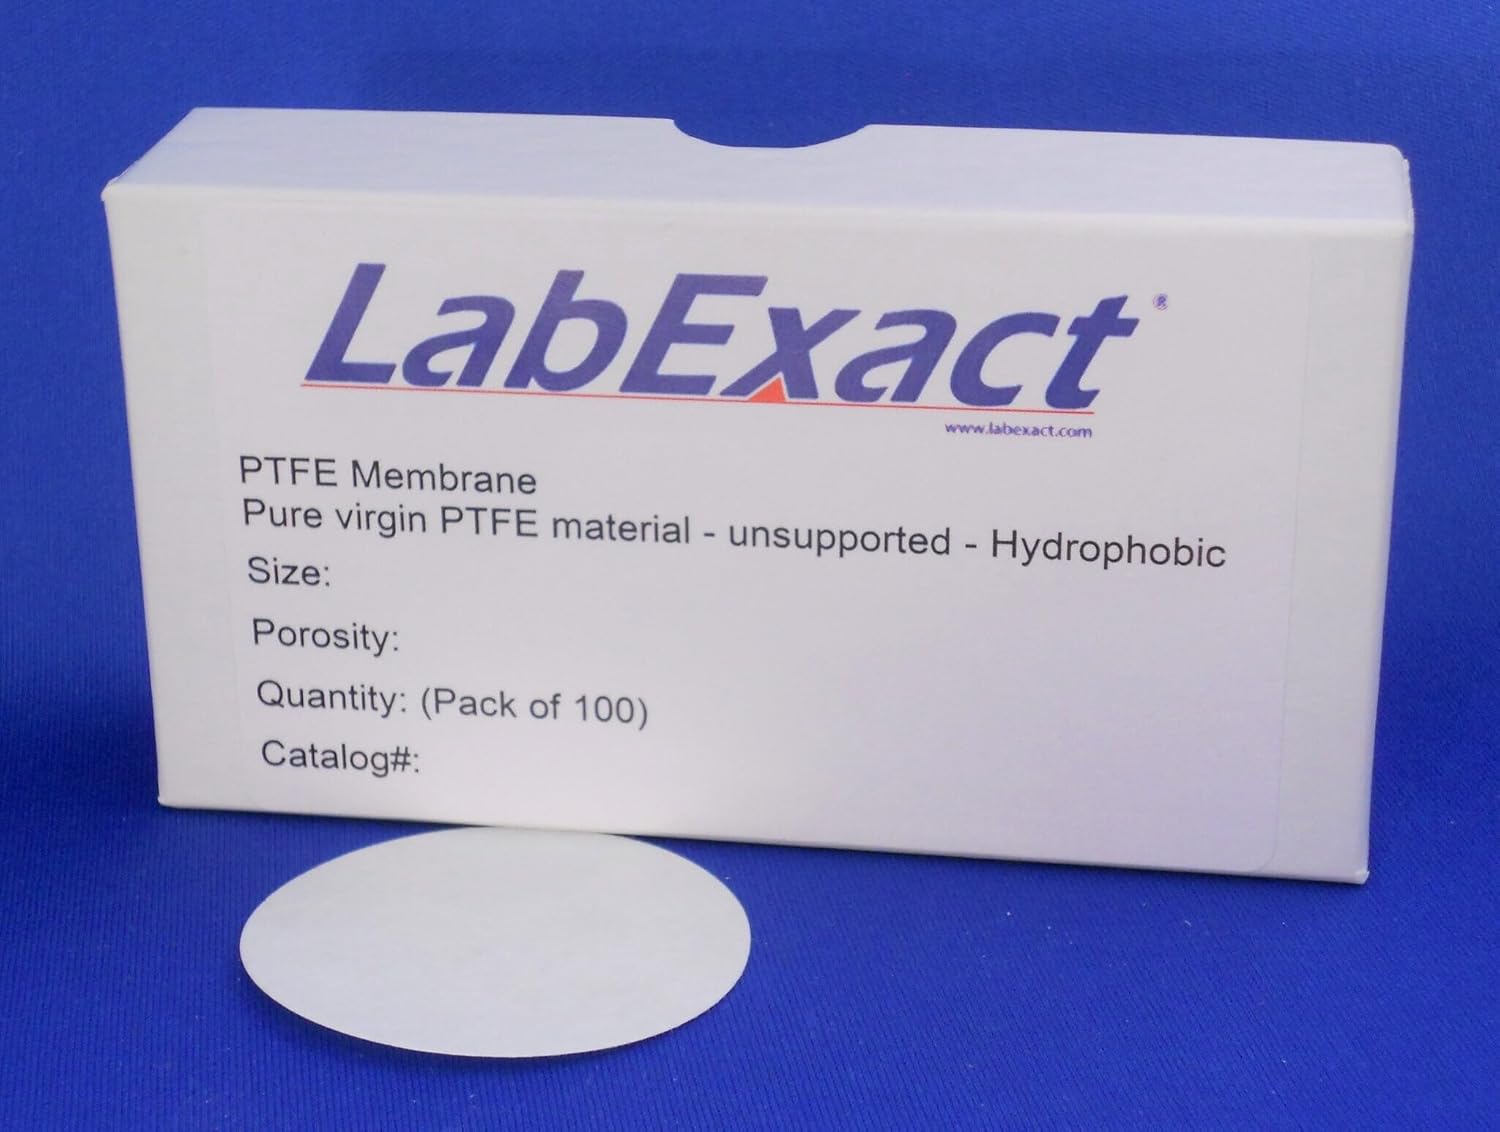 LabExact®
www.labexact.com
PTFE Membrane
Pure virgin PTFE material - unsupported - Hydrophobic
Size:
Porosity:
Quantity: (Pack of 100)
Catalog#: